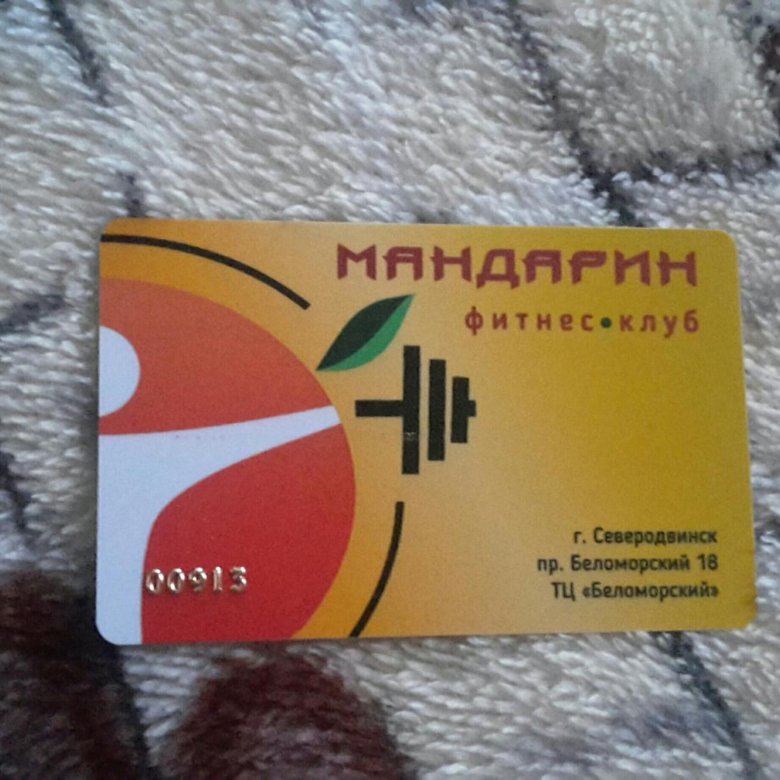 МАНДАРИН
фитнес•клуб
г. Северодвинск
пр. Беломорский 18
ТЦ «Беломорский»
00913